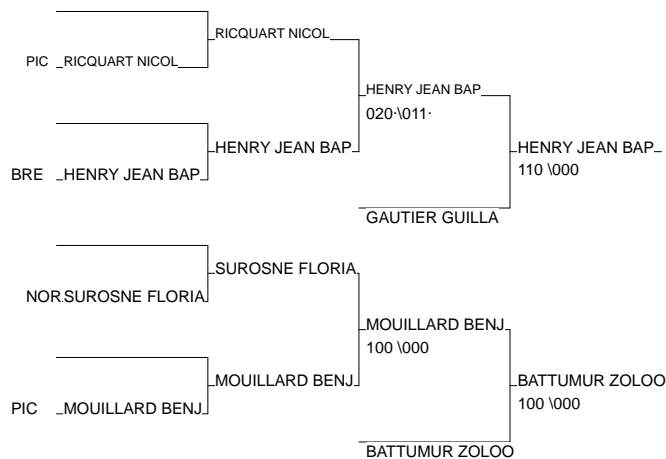 RICQUART NICOL
PIC RICQUART NICOL
HENRY JEAN BAP
020·\011·
HENRY JEAN BAP
HENRY JEAN BAP
110 \000
BRE HENRY JEAN BAP
GAUTIER GUILLA
SUROSNE FLORIA
NOR SUROSNE FLORIA
MOUILLARD BENJ
100 \000
MOUILLARD BENJ
BATTUMUR ZOLOO
100 \000
PIC MOUILLARD BENJ
BATTUMUR ZOLOO